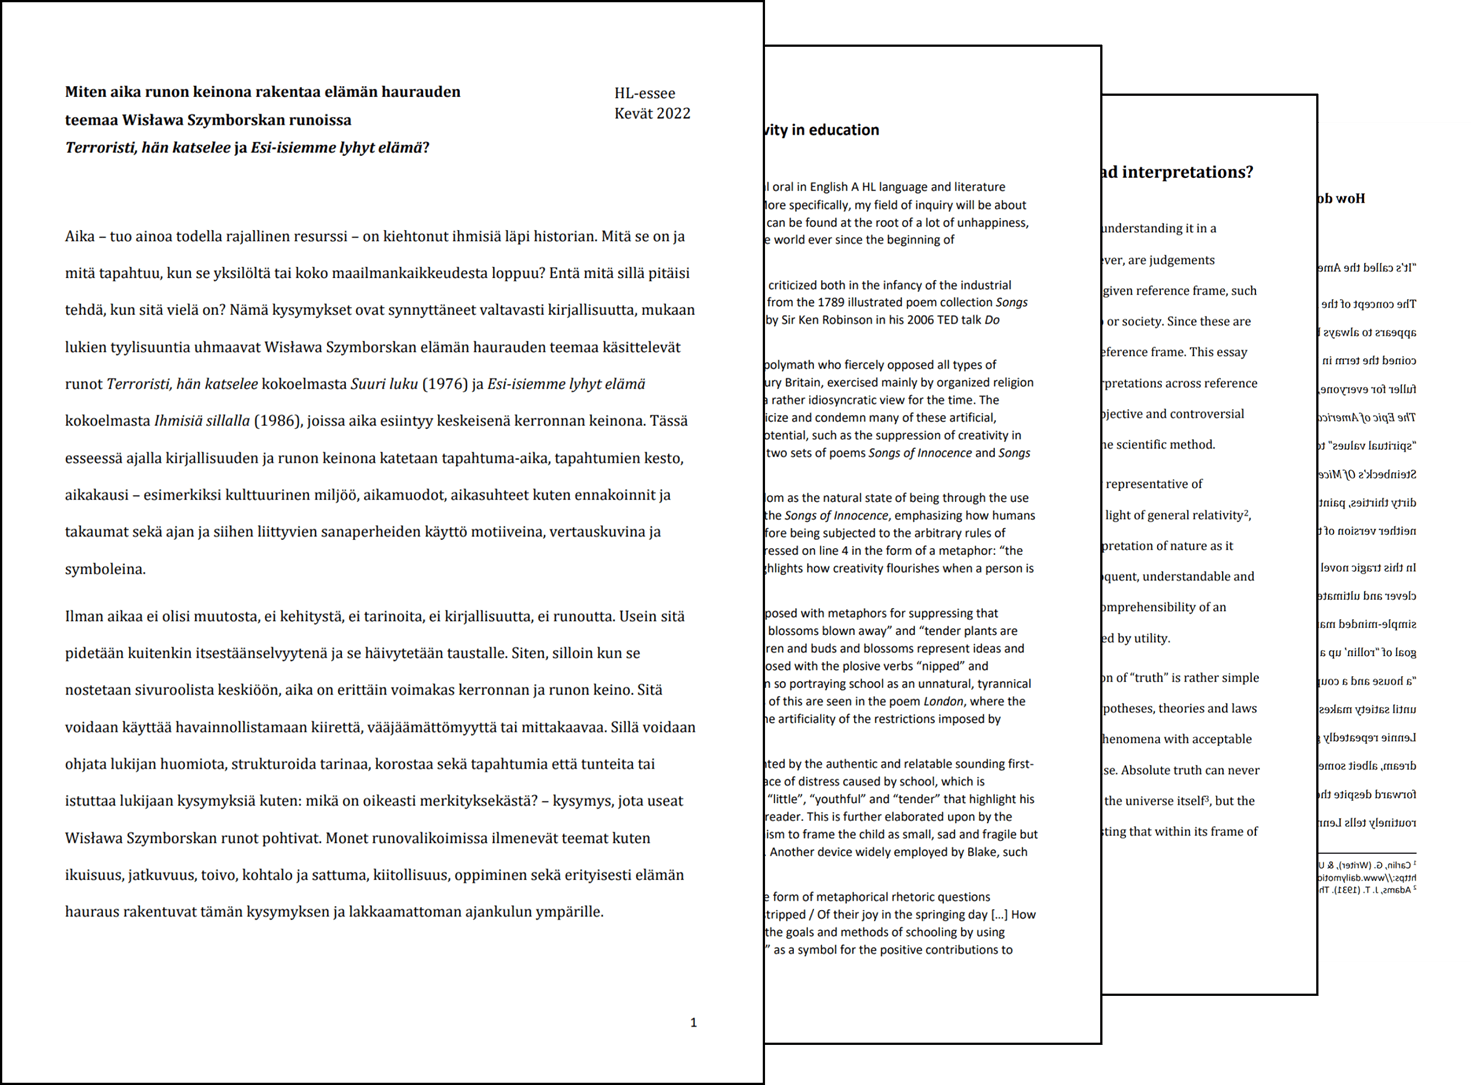 Miten aika runon keinona rakentaa elämän haurauden
teemaa Wisława Szymborskan runoissa
Terroristi, hän katselee ja Esi-isiemme lyhyt elämä?
HL-essee
Kevät 2022
Aika – tuo ainoa todella rajallinen resurssi – on kiehtonut ihmisiä läpi historian. Mitä se on ja
mitä tapahtuu, kun se yksilöltä tai koko maailmankaikkeudesta loppuu? Entä mitä sillä pitäisi
tehdä, kun sitä vielä on? Nämä kysymykset ovat synnyttäneet valtavasti kirjallisuutta, mukaan
lukien tyylisuuntia uhmaavat Wisława Szymborskan elämän haurauden teemaa käsittelevät
runot Terroristi, hän katselee kokoelmasta Suuri luku (1976) ja Esi-isiemme lyhyt elämä
kokoelmasta Ihmisiä sillalla (1986), joissa aika esiintyy keskeisenä kerronnan keinona. Tässä
esseessä ajalla kirjallisuuden ja runon keinona katetaan tapahtuma-aika, tapahtumien kesto,
aikakausi – esimerkiksi kulttuurinen miljöö, aikamuodot, aikasuhteet kuten ennakoinnit ja
takaumat sekä ajan ja siihen liittyvien sanaperheiden käyttö motiiveina, vertauskuvina ja
symboleina.
Ilman aikaa ei olisi muutosta, ei kehitystä, ei tarinoita, ei kirjallisuutta, ei runoutta. Usein sitä
pidetään kuitenkin itsestäänselvyytenä ja se häivytetään taustalle. Siten, silloin kun se
nostetaan sivuroolista keskiöön, aika on erittäin voimakas kerronnan ja runon keino. Sitä
voidaan käyttää havainnollistamaan kiirettä, vääjäämättömyyttä tai mittakaavaa. Sillä voidaan
ohjata lukijan huomiota, strukturoida tarinaa, korostaa sekä tapahtumia että tunteita tai
istuttaa lukijaan kysymyksiä kuten: mikä on oikeasti merkityksekästä? – kysymys, jota useat
Wisława Szymborskan runot pohtivat. Monet runovalikoimissa ilmenevät teemat kuten
ikuisuus, jatkuvuus, toivo, kohtalo ja sattuma, kiitollisuus, oppiminen sekä erityisesti elämän
hauraus rakentuvat tämän kysymyksen ja lakkaamattoman ajankulun ympärille.
1
vity in education
l oral in English A HL language and literature
More specifically, my field of inquiry will be about
can be found at the root of a lot of unhappiness,
e world ever since the beginning of
criticized both in the infancy of the industrial
from the 1789 illustrated poem collection Songs
by Sir Ken Robinson in his 2006 TED talk Do
polymath who fiercely opposed all types of
ury Britain, exercised mainly by organized religion
a rather idiosyncratic view for the time. The
icize and condemn many of these artificial,
otential, such as the suppression of creativity in
two sets of poems Songs of Innocence and Songs
dom as the natural state of being through the use
the Songs of Innocence, emphasizing how humans
fore being subjected to the arbitrary rules of
ressed on line 4 in the form of a metaphor: “the
ghlights how creativity flourishes when a person is
posed with metaphors for suppressing that
blossoms blown away” and “tender plants are
ren and buds and blossoms represent ideas and
osed with the plosive verbs “nipped” and
n so portraying school as an unnatural, tyrannical
of this are seen in the poem London, where the
he artificiality of the restrictions imposed by
ted by the authentic and relatable sounding first-
ace of distress caused by school, which is
“little”, “youthful” and “tender” that highlight his
reader. This is further elaborated upon by the
ism to frame the child as small, sad and fragile but
. Another device widely employed by Blake, such
e form of metaphorical rhetoric questions
tripped / Of their joy in the springing day [...] How
the goals and methods of schooling by using
” as a symbol for the positive contributions to
ad interpretations?
understanding it in a
ever, are judgements
given reference frame, such
or society. Since these are
eference frame. This essay
rpretations across reference
bjective and controversial
he scientific method.
representative of
light of general relativity²,
pretation of nature as it
quent, understandable and
omprehensibility of an
ed by utility.
on of “truth” is rather simple
potheses, theories and laws
henomena with acceptable
se. Absolute truth can never
the universe itself³, but the
ting that within its frame of
How do
"It's called the Ame
The concept of the
appears to always
coined the term in
fuller for everyone,
The Epic of America
"spiritual values" to
Steinbeck's Of Mice
dirty thirties, paint
neither version of t
In this tragic novel
clever and ultimate
simple-minded ma
goal of "rollin' up a
"a house and a coup
until satiety makes
Lennie repeatedly
dream, albeit some
forward despite the
routinely tells Lenn
¹ Carlin, G. (Writer), & U
https://www.dailymotio
² Adams, J. T. (1931). Th